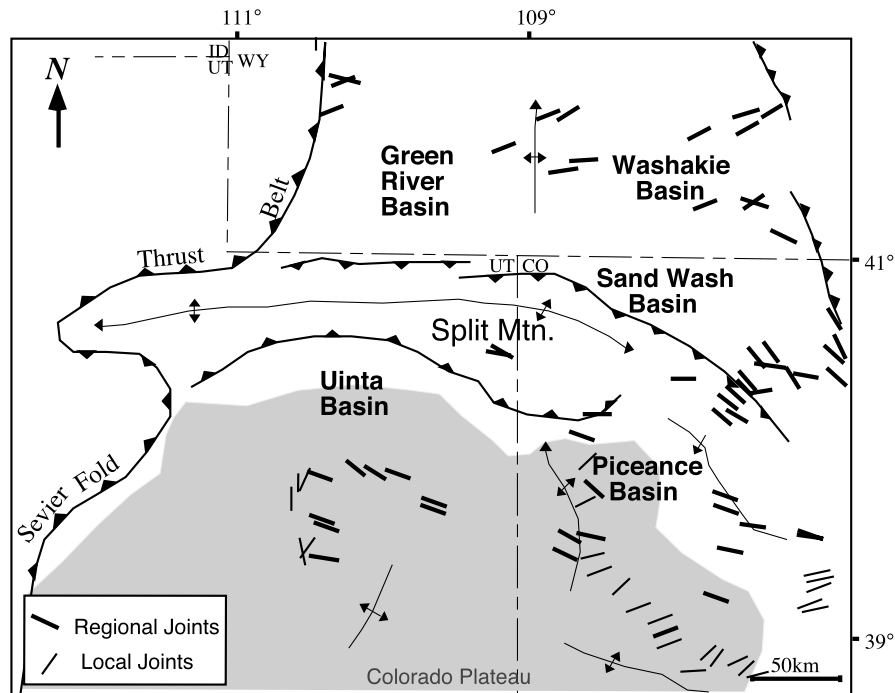 111°
109°
ID
UT WY
N
Green
River
Basin
Washakie
Basin
Belt
Thrust
41°
UT CO
Sand Wash
Basin
Split Mtn.
Uinta
Basin
Piceance
Basin
Sevier Fold
Regional Joints
Local Joints
39°
50km
Colorado Plateau